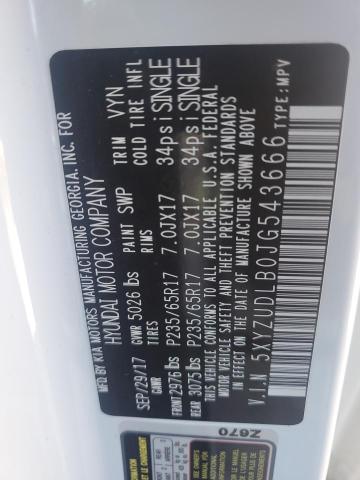 MFD.BY KIA MOTORS MANUFACTURING GEORGIA. INC. FOR
HYUNDAI MOTOR COMPANY
SEP/29/17 GVWR 5026 lbs PAINT SWP TRIM VYN
GAWR TIRES RIMS COLD TIRE INFL
FRONT 2976 lbs P235/65R17 7.0JX17 34psi SINGLE
REAR 3075 lbs P235/65R17 7.0JX17 34psi SINGLE
THIS VEHICLE CONFORMS TO ALL APPLICABLE U.S.A. FEDERAL
MOTOR VEHICLE SAFETY AND THEFT PREVENTION STANDARDS
IN EFFECT ON THE DATE OF MANUFACTURE SHOWN ABOVE
V.I.N 5XYZUDLB0JG543666 TYPE:MPV
Z670